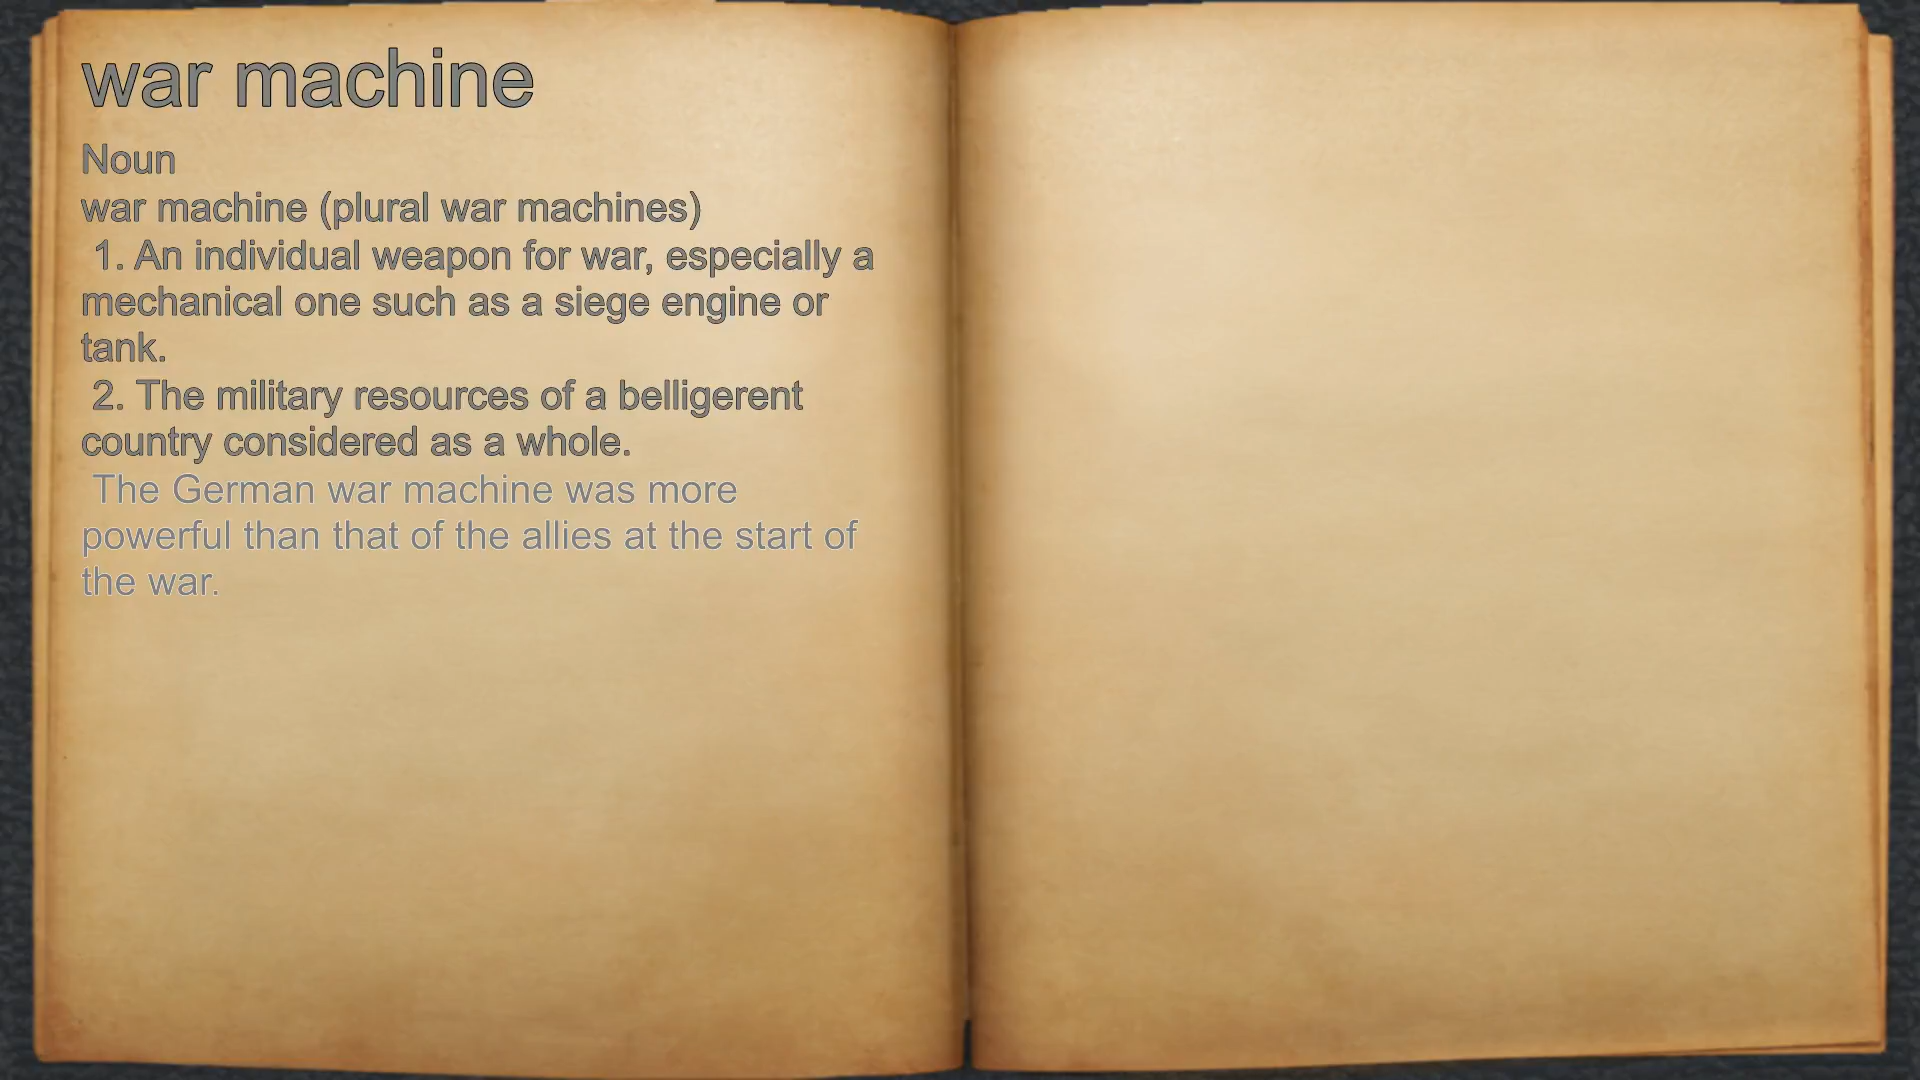 war machine
Noun
war machine (plural war machines)
1. An individual weapon for war, especially a
mechanical one such as a siege engine or
tank.
2. The military resources of a belligerent
country considered as a whole.
The German war machine was more
powerful than that of the allies at the start of
the war.